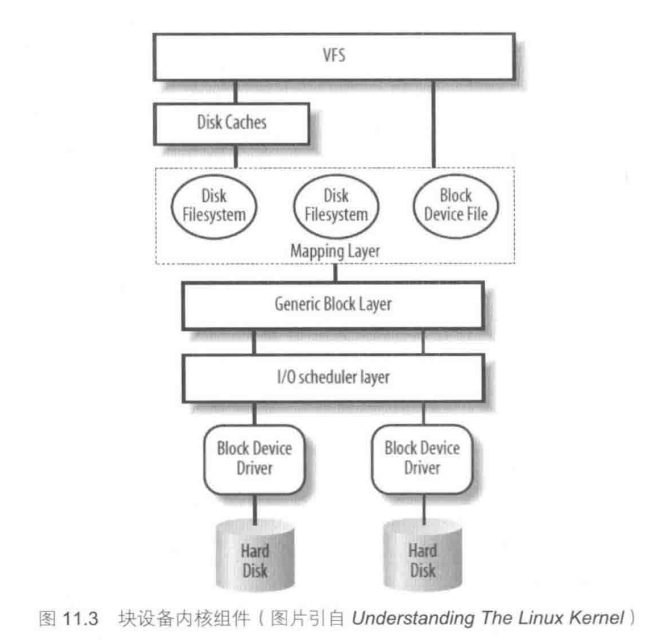 VFS
Disk Caches
Disk Disk Block
Filesystem Filesystem Device File
Mapping Layer
Generic Block Layer
I/O scheduler layer
Block Device Block Device
Driver Driver
Hard Hard
Disk Disk
图 11.3 块设备内核组件（图片引自 Understanding The Linux Kernel）